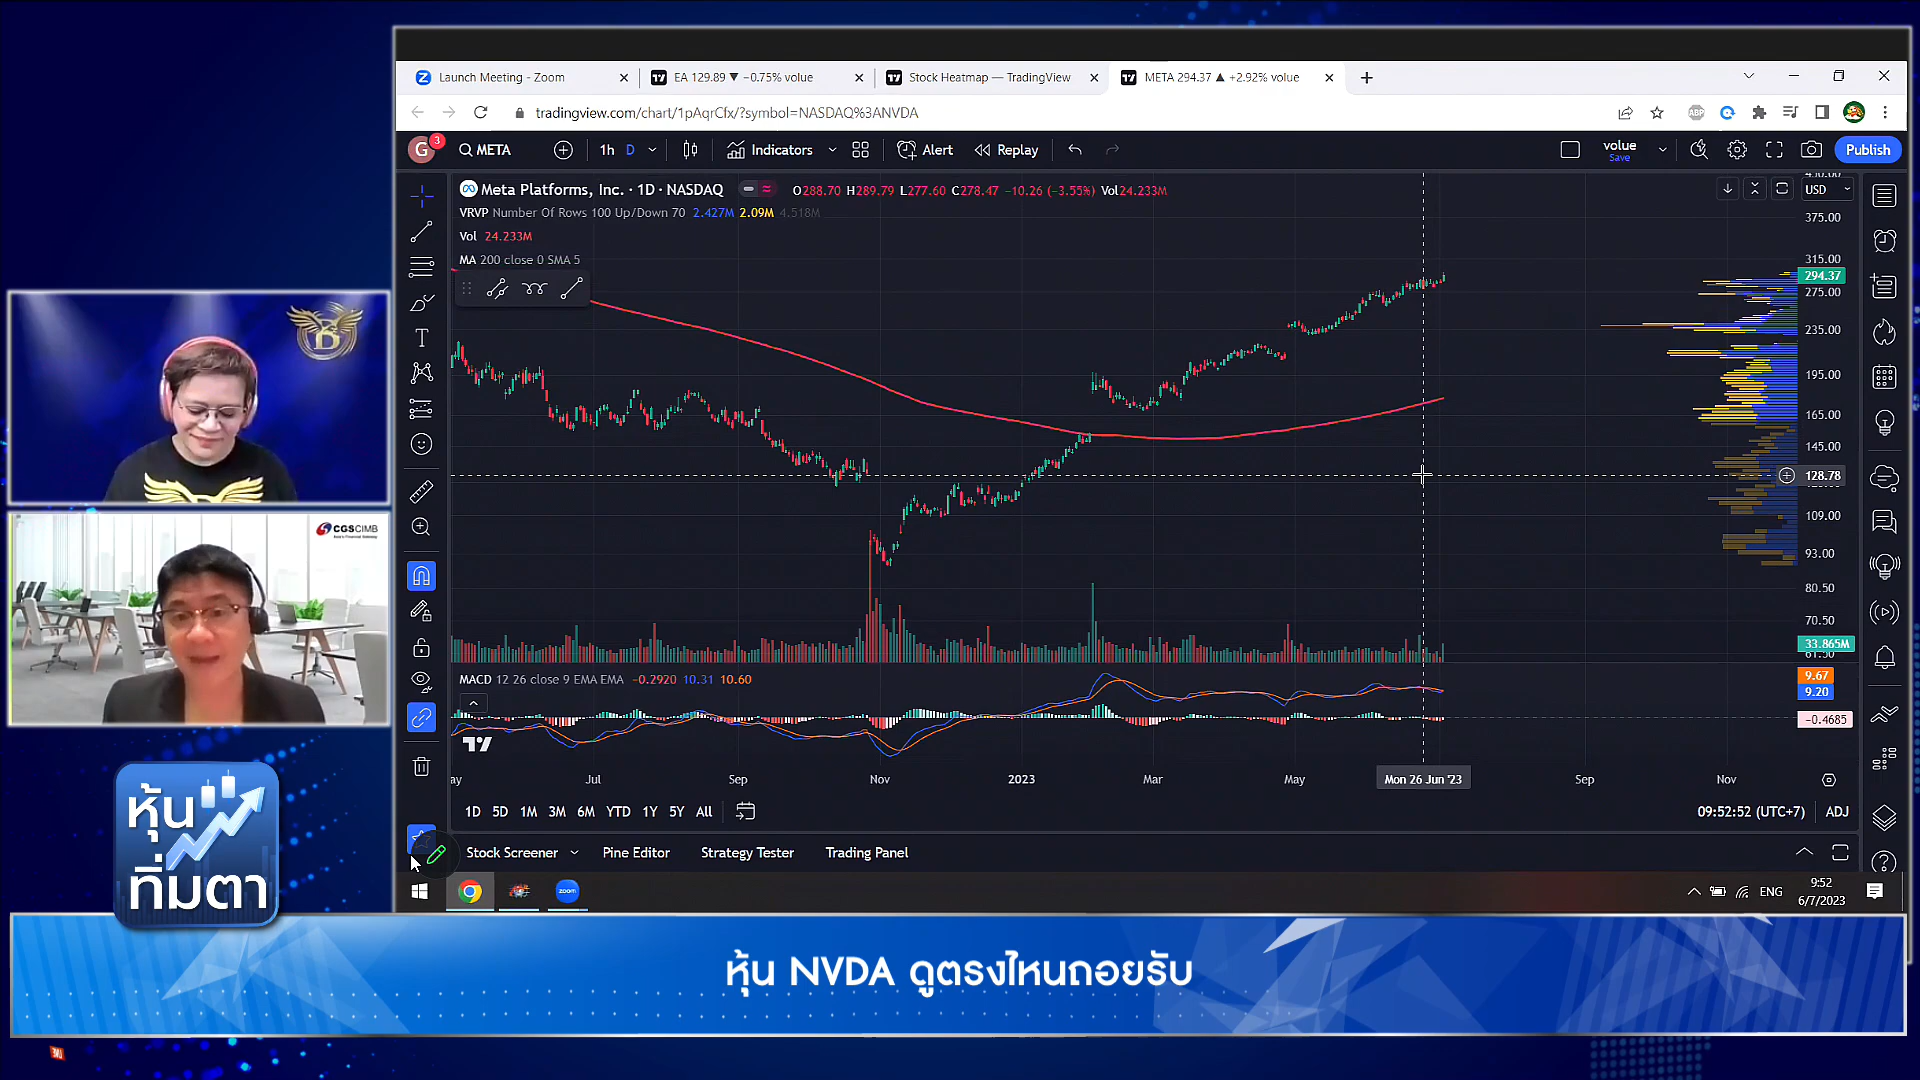 Launch Meeting - Zoom
EA 129.89 ▼ −0.75% volue
Stock Heatmap — TradingView
META 294.37 ▲ +2.92% volue
tradingview.com/chart/1pAqrCfx/?symbol=NASDAQ%3ANVDA
ABP
G 3
META
1h D
Indicators
Alert
Replay
volue
Save
Publish
Meta Platforms, Inc. · 1D · NASDAQ
O288.70 H289.79 L277.60 C278.47 −10.26 (−3.55%) Vol24.233M
USD
VRVP Number Of Rows 100 Up/Down 70 2.427M 2.09M 4.518M
Vol 24.233M
MA 200 close 0 SMA 5
375.00
315.00
294.37
275.00
235.00
195.00
165.00
145.00
128.78
109.00
93.00
80.50
70.50
33.865M
61.50
MACD 12 26 close 9 EMA EMA −0.2920 10.31 10.60
9.67
9.20
−0.4685
ay
Jul
Sep
Nov
2023
Mar
May
Mon 26 Jun '23
Sep
Nov
1D 5D 1M 3M 6M YTD 1Y 5Y All
09:52:52 (UTC+7)
ADJ
Stock Screener
Pine Editor
Strategy Tester
Trading Panel
zoom
ENG
9:52
6/7/2023
CGS CIMB
หุ้น
ทิ่มตา
หุ้น NVDA ดูตรงไหนถอยรับ